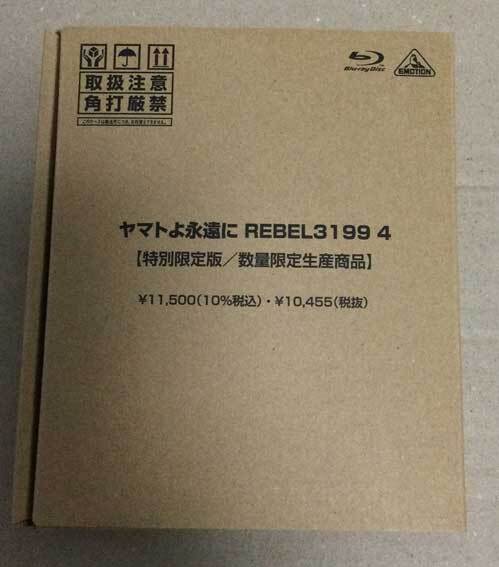 取扱注意
角打厳禁
Blu-ray Disc
EMOTION
ヤマトよ永遠に REBEL3199 4
【特別限定版／数量限定生産商品】
¥11,500(10%税込)・¥10,455(税抜)